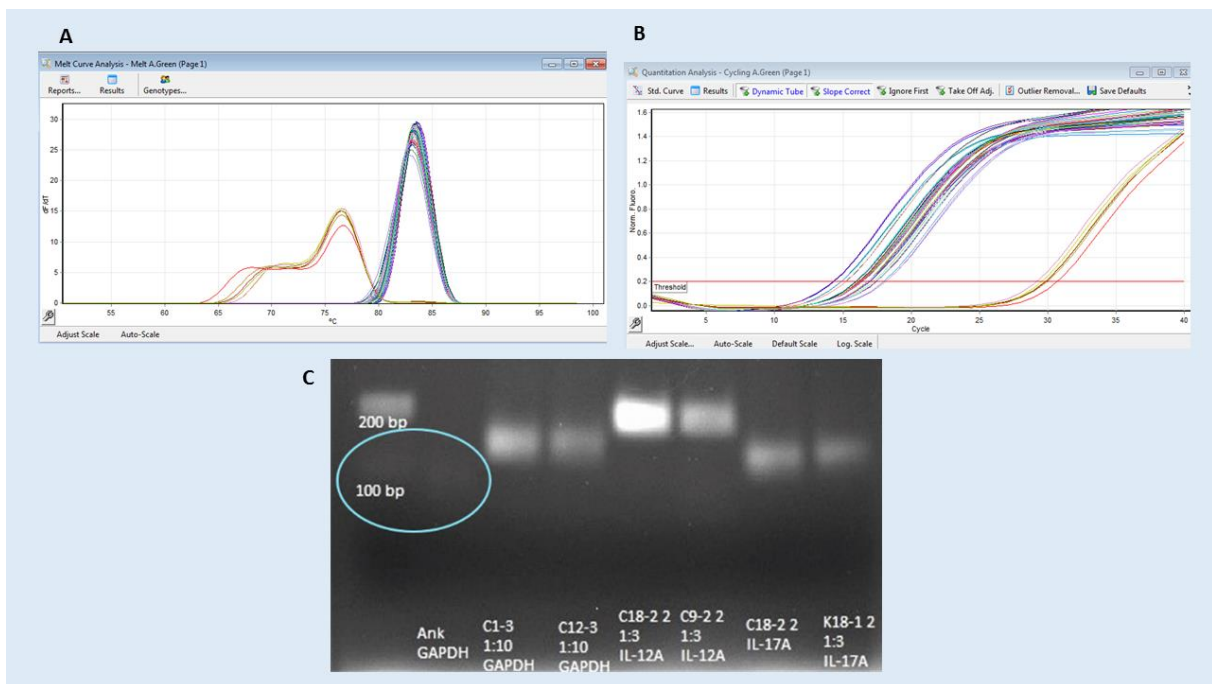 A
Melt Curve Analysis - Melt A.Green (Page 1)
Reports... Results Genotypes...
30
25
20
15
10
5
0
dF/dT
55 60 65 70 75 80 85 90 95 100
°C
Adjust Scale Auto-Scale
B
Quantitation Analysis - Cycling A.Green (Page 1)
Std. Curve Results Dynamic Tube Slope Correct Ignore First Take Off Adj. Outlier Removal... Save Defaults
1.6
1.4
1.2
1.0
0.8
0.6
0.4
0.2
0.0
Norm. Fluoro.
Threshold
5 10 15 20 25 30 35 40
Cycle
Adjust Scale... Auto-Scale Default Scale Log. Scale
C
200 bp
100 bp
Ank
GAPDH
C1-3
1:10
GAPDH
C12-3
1:10
GAPDH
C18-2 2
1:3
IL-12A
C9-2 2
1:3
IL-12A
C18-2 2
IL-17A
K18-1 2
1:3
IL-17A